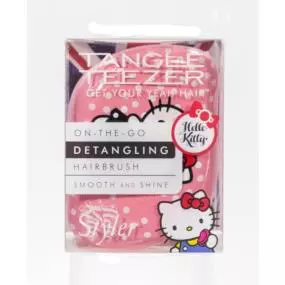 TANGLE
TEEZER
GET YOUR YEAH HAIR
Hello
Kitty
ON-THE-GO
DETANGLING
HAIRBRUSH
SMOOTH AND SHINE
Styler